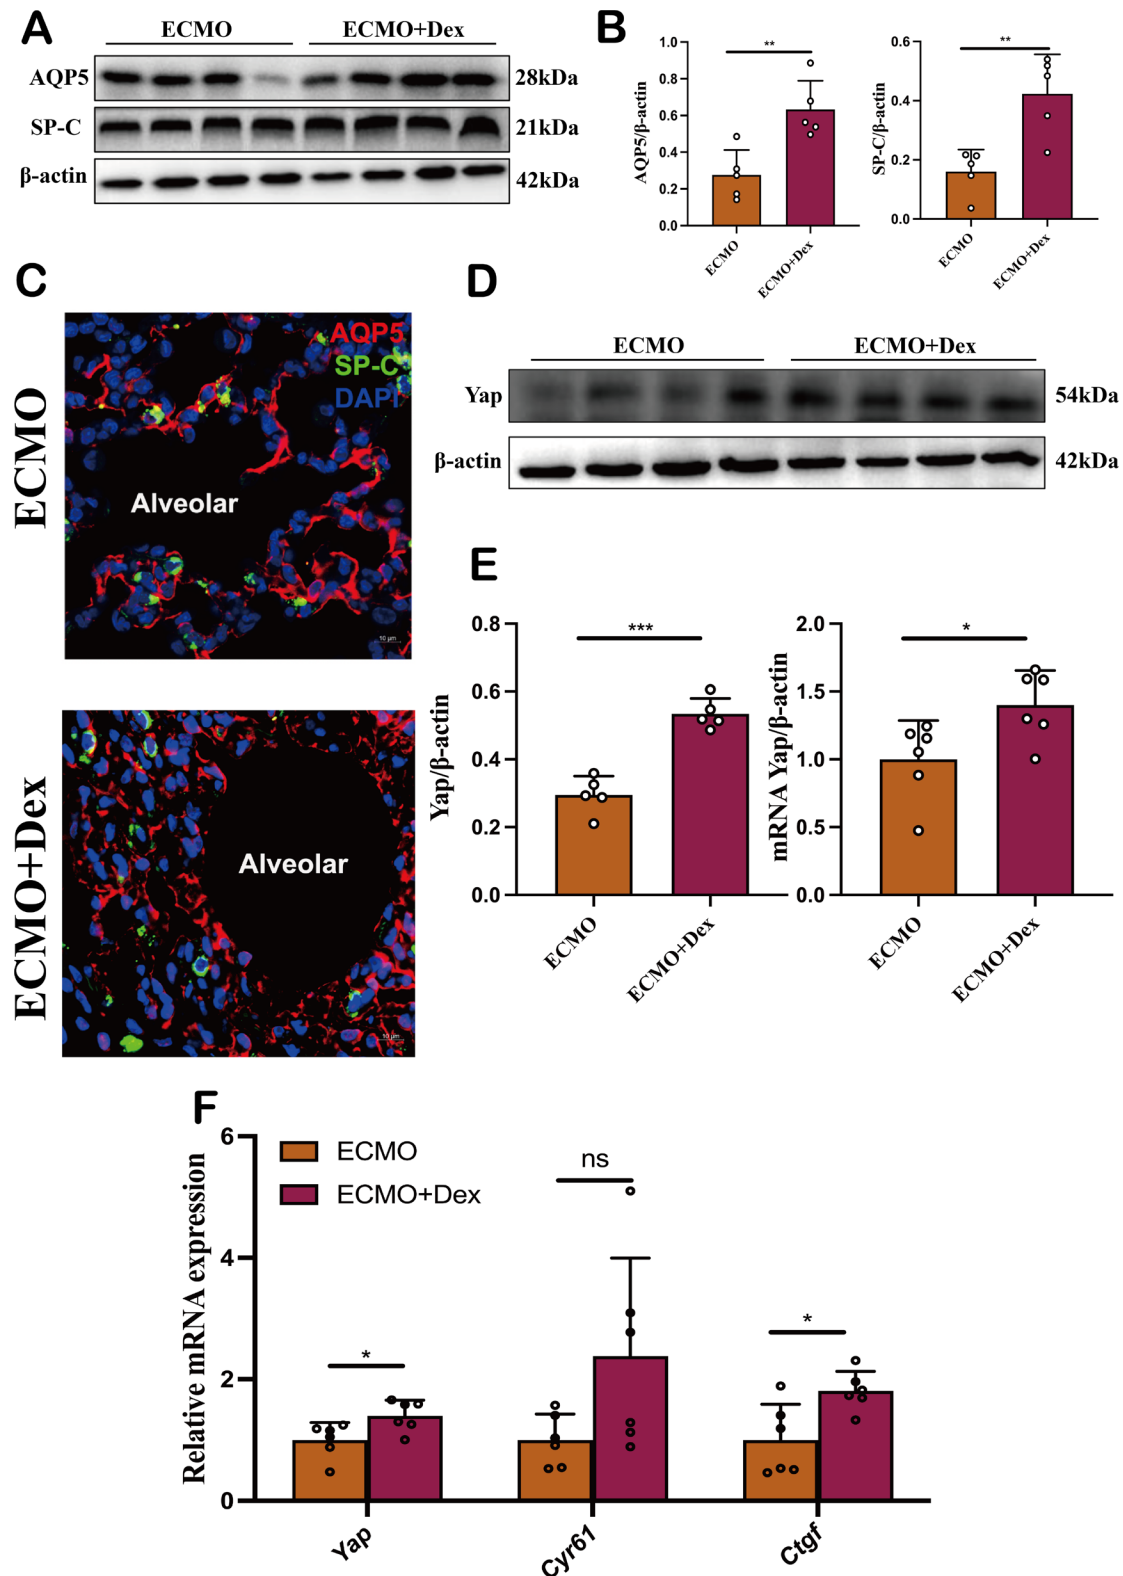 A
ECMO
ECMO+Dex
AQP5
28kDa
SP-C
21kDa
β-actin
42kDa
B
AQP5/β-actin
1.0
0.8
0.6
0.4
0.2
0.0
**
ECMO
ECMO+Dex
SP-C/β-actin
0.6
0.4
0.2
0.0
**
ECMO
ECMO+Dex
C
ECMO
AQP5
SP-C
DAPI
Alveolar
10 μm
ECMO+Dex
Alveolar
10 μm
D
ECMO
ECMO+Dex
Yap
54kDa
β-actin
42kDa
E
Yap/β-actin
0.8
0.6
0.4
0.2
0.0
***
ECMO
ECMO+Dex
mRNA Yap/β-actin
2.0
1.5
1.0
0.5
0.0
*
ECMO
ECMO+Dex
F
Relative mRNA expression
6
4
2
0
ECMO
ECMO+Dex
*
ns
*
Yap
Cyr61
Ctgf